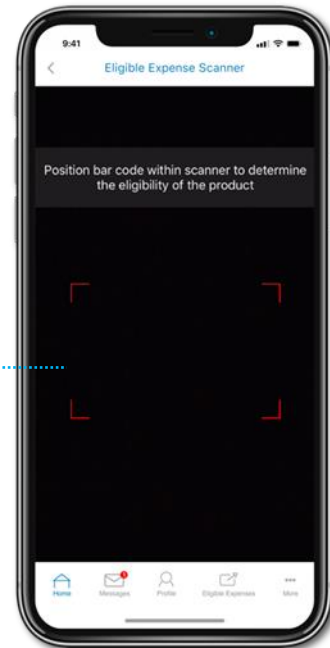 9:41
Eligible Expense Scanner
Position bar code within scanner to determine
the eligibility of the product
Home
Messages
Profile
Eligible Expenses
More